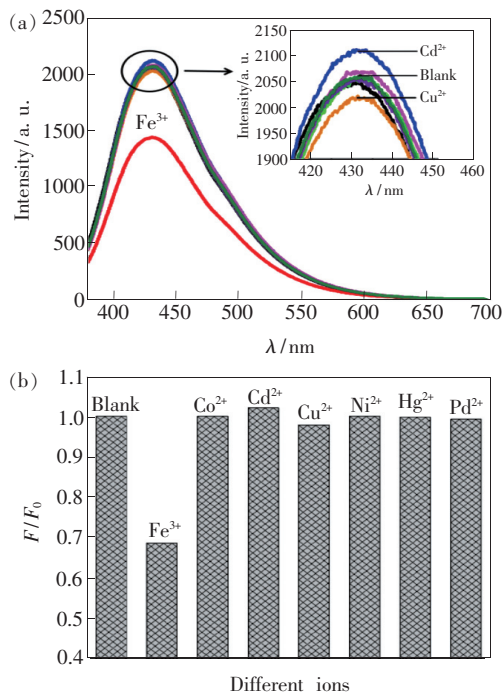 (a)
Intensity/a. u.
2500
2000
1500
1000
500
0
Fe³⁺
400 450 500 550 600 650 700
λ/nm
Intensity/a. u.
2150
2100
2050
2000
1950
1900
Cd²⁺
Blank
Cu²⁺
420 430 440 450 460
λ/nm
(b)
F/F₀
1.1
1.0
0.9
0.8
0.7
0.6
0.5
0.4
Blank Fe³⁺ Co²⁺ Cd²⁺ Cu²⁺ Ni²⁺ Hg²⁺ Pd²⁺
Different ions